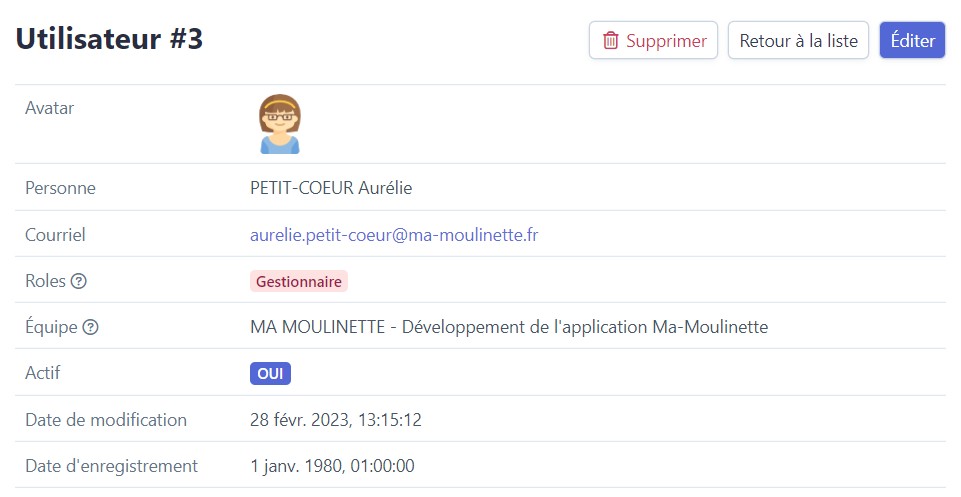 Utilisateur #3
Supprimer
Retour à la liste
Éditer
Avatar
Personne PETIT-COEUR Aurélie
Courriel aurelie.petit-coeur@ma-moulinette.fr
Roles Gestionnaire
Équipe MA MOULINETTE - Développement de l'application Ma-Moulinette
Actif OUI
Date de modification 28 févr. 2023, 13:15:12
Date d'enregistrement 1 janv. 1980, 01:00:00